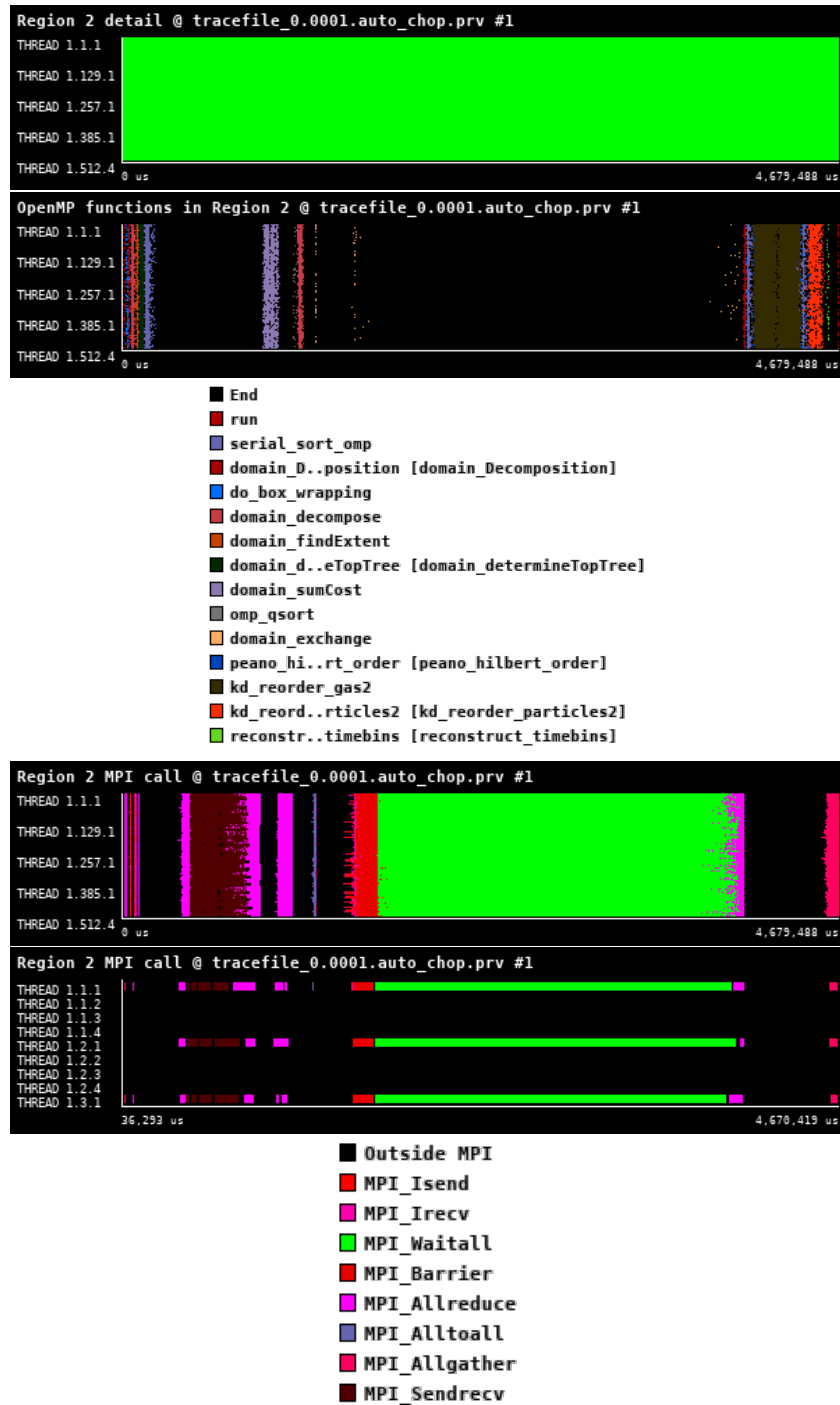 Region 2 detail @ tracefile_0.0001.auto_chop.prv #1
THREAD 1.1.1
THREAD 1.129.1
THREAD 1.257.1
THREAD 1.385.1
THREAD 1.512.4
0 us 4,679,488 us
OpenMP functions in Region 2 @ tracefile_0.0001.auto_chop.prv #1
THREAD 1.1.1
THREAD 1.129.1
THREAD 1.257.1
THREAD 1.385.1
THREAD 1.512.4
0 us 4,679,488 us
End
run
serial_sort_omp
domain_D..position [domain_Decomposition]
do_box_wrapping
domain_decompose
domain_findExtent
domain_d..eTopTree [domain_determineTopTree]
domain_sumCost
omp_qsort
domain_exchange
peano_hi..rt_order [peano_hilbert_order]
kd_reorder_gas2
kd_reord..rticles2 [kd_reorder_particles2]
reconstr..timebins [reconstruct_timebins]
Region 2 MPI call @ tracefile_0.0001.auto_chop.prv #1
THREAD 1.1.1
THREAD 1.129.1
THREAD 1.257.1
THREAD 1.385.1
THREAD 1.512.4
0 us 4,679,488 us
Region 2 MPI call @ tracefile_0.0001.auto_chop.prv #1
THREAD 1.1.1
THREAD 1.1.2
THREAD 1.1.3
THREAD 1.1.4
THREAD 1.2.1
THREAD 1.2.2
THREAD 1.2.3
THREAD 1.2.4
THREAD 1.3.1
36,293 us 4,670,419 us
Outside MPI
MPI_Isend
MPI_Irecv
MPI_Waitall
MPI_Barrier
MPI_Allreduce
MPI_Alltoall
MPI_Allgather
MPI_Sendrecv